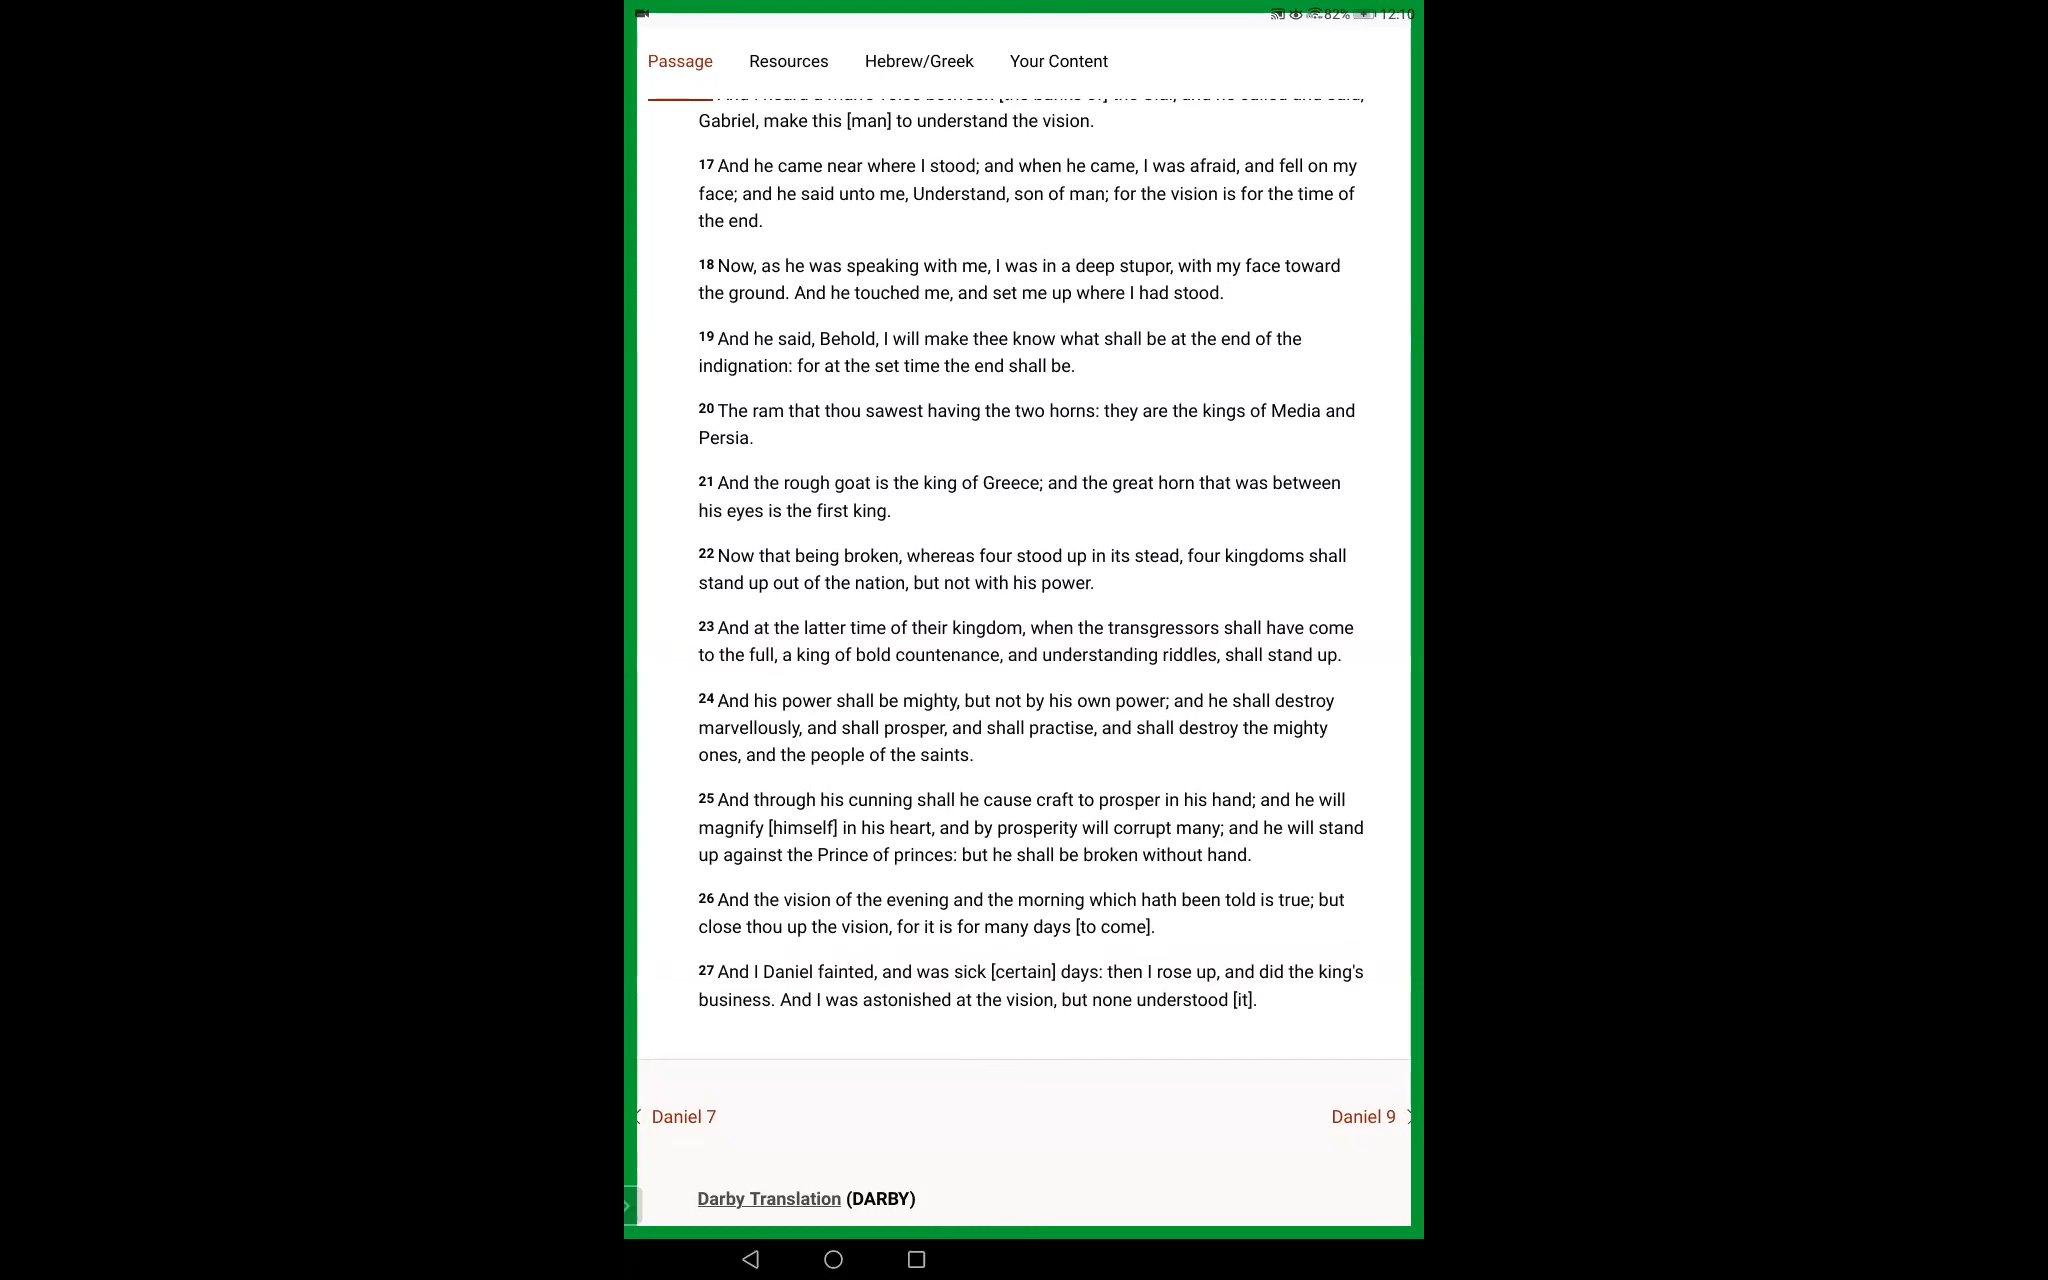 82% 12:10
Passage Resources Hebrew/Greek Your Content
Gabriel, make this [man] to understand the vision.
17 And he came near where I stood; and when he came, I was afraid, and fell on my
face; and he said unto me, Understand, son of man; for the vision is for the time of
the end.
18 Now, as he was speaking with me, I was in a deep stupor, with my face toward
the ground. And he touched me, and set me up where I had stood.
19 And he said, Behold, I will make thee know what shall be at the end of the
indignation: for at the set time the end shall be.
20 The ram that thou sawest having the two horns: they are the kings of Media and
Persia.
21 And the rough goat is the king of Greece; and the great horn that was between
his eyes is the first king.
22 Now that being broken, whereas four stood up in its stead, four kingdoms shall
stand up out of the nation, but not with his power.
23 And at the latter time of their kingdom, when the transgressors shall have come
to the full, a king of bold countenance, and understanding riddles, shall stand up.
24 And his power shall be mighty, but not by his own power; and he shall destroy
marvellously, and shall prosper, and shall practise, and shall destroy the mighty
ones, and the people of the saints.
25 And through his cunning shall he cause craft to prosper in his hand; and he will
magnify [himself] in his heart, and by prosperity will corrupt many; and he will stand
up against the Prince of princes: but he shall be broken without hand.
26 And the vision of the evening and the morning which hath been told is true; but
close thou up the vision, for it is for many days [to come].
27 And I Daniel fainted, and was sick [certain] days: then I rose up, and did the king's
business. And I was astonished at the vision, but none understood [it].
Daniel 7 Daniel 9
Darby Translation (DARBY)